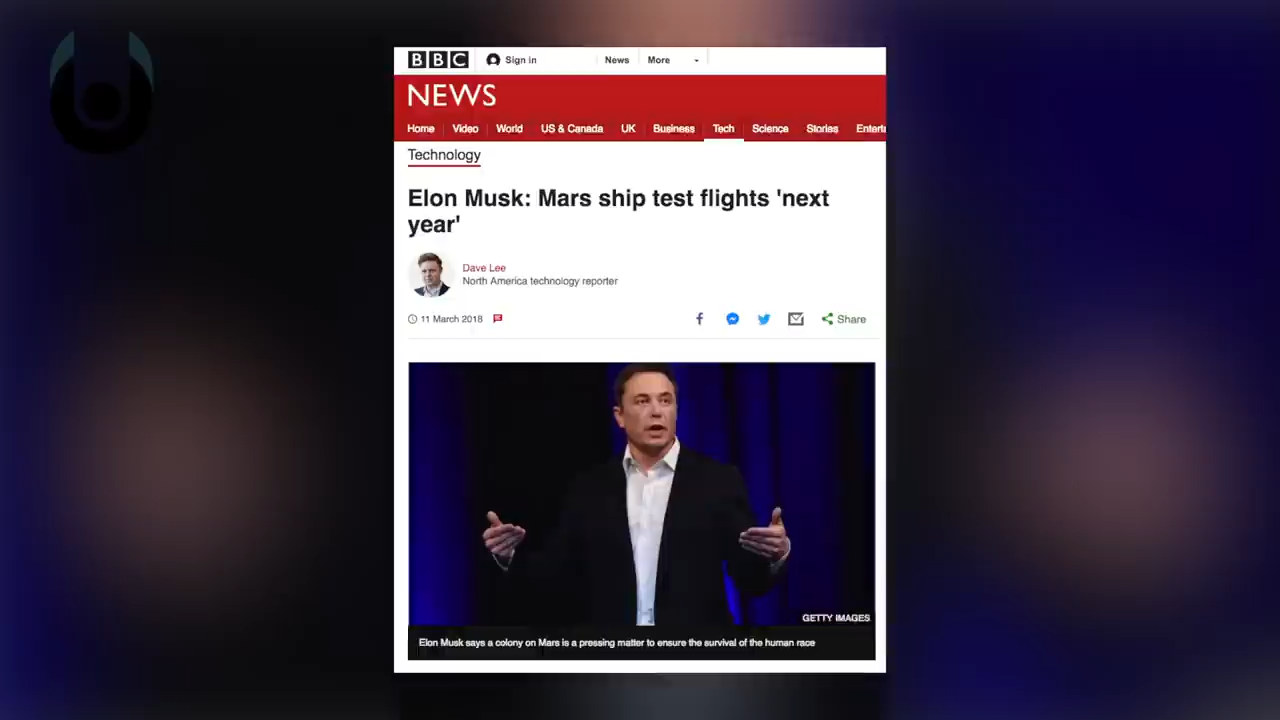 BBC Sign in News More
NEWS
Home Video World US & Canada UK Business Tech Science Stories
Technology
Elon Musk: Mars ship test flights 'next
year'
Dave Lee
North America technology reporter
11 March 2018
Share
GETTY IMAGES
Elon Musk says a colony on Mars is a pressing matter to ensure the survival of the human race